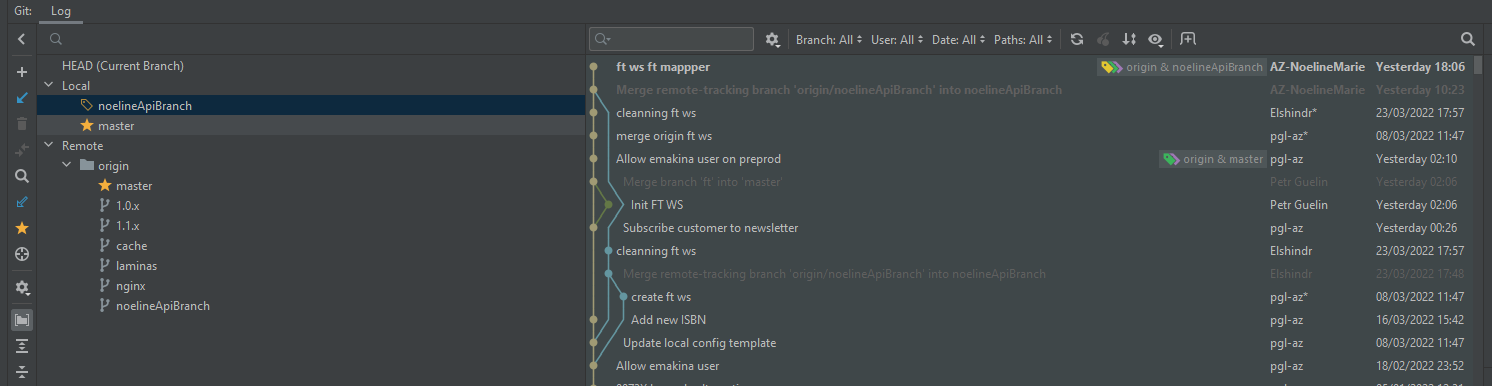 Git: Log
Branch: All User: All Date: All Paths: All
HEAD (Current Branch)
Local
noelineApiBranch
master
Remote
origin
master
1.0.x
1.1.x
cache
laminas
nginx
noelineApiBranch
ft ws ft mappper origin & noelineApiBranch AZ-NoelineMarie Yesterday 18:06
Merge remote-tracking branch 'origin/noelineApiBranch' into noelineApiBranch AZ-NoelineMarie Yesterday 10:23
cleanning ft ws Elshindr* 23/03/2022 17:57
merge origin ft ws pgl-az* 08/03/2022 11:47
Allow emakina user on preprod origin & master pgl-az Yesterday 02:10
Merge branch 'ft' into 'master' Petr Guelin Yesterday 02:06
Init FT WS Petr Guelin Yesterday 02:06
Subscribe customer to newsletter pgl-az Yesterday 00:26
cleanning ft ws Elshindr 23/03/2022 17:57
Merge remote-tracking branch 'origin/noelineApiBranch' into noelineApiBranch Elshindr 23/03/2022 17:48
create ft ws pgl-az* 08/03/2022 11:47
Add new ISBN pgl-az 16/03/2022 15:42
Update local config template pgl-az 08/03/2022 11:47
Allow emakina user pgl-az 18/02/2022 23:52